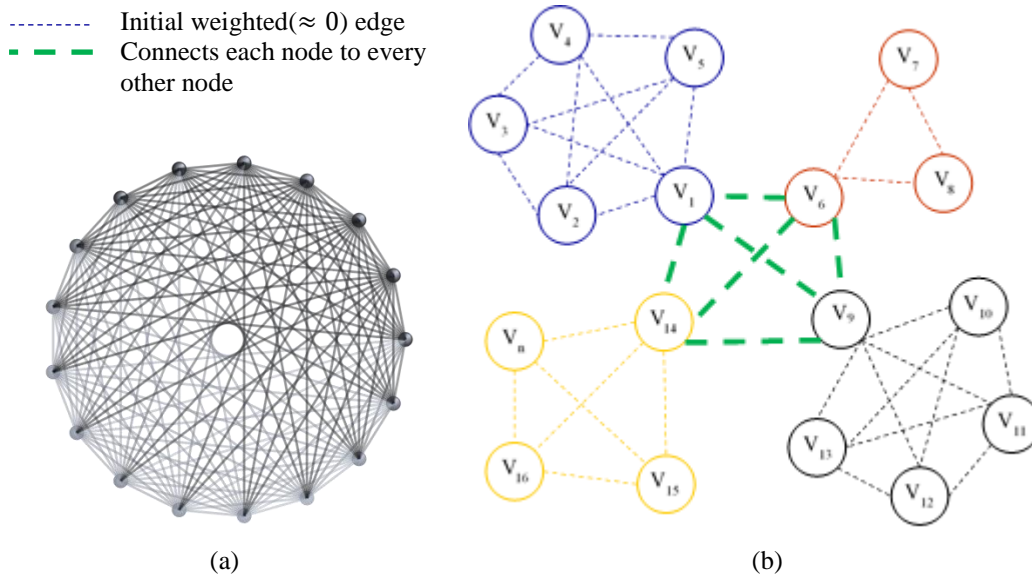 Initial weighted(≈ 0) edge
Connects each node to every
other node
V4
V5
V7
V3
V8
V1
V6
V2
V10
V14
V9
Vn
V11
V13
V16
V15
V12
(a)
(b)